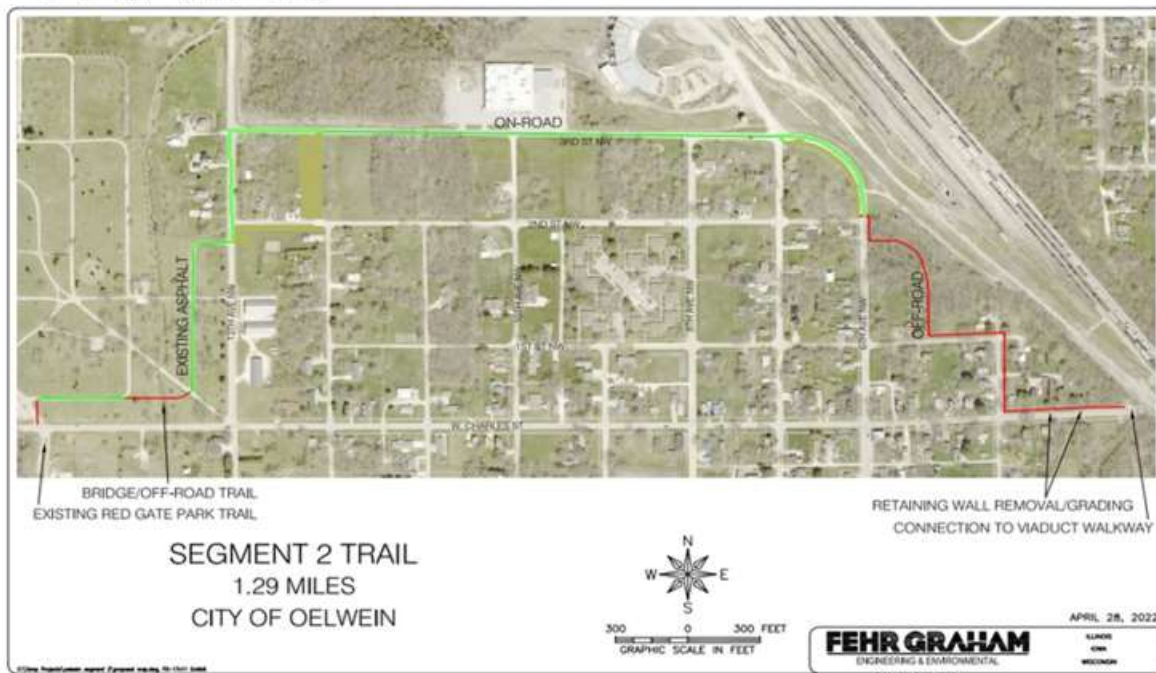 ON-ROAD
3RD ST NW
2ND ST NW
EXISTING ASPHALT
OFF-ROAD
1ST ST NW
W. CHARLES ST
BRIDGE/OFF-ROAD TRAIL
EXISTING RED GATE PARK TRAIL
RETAINING WALL REMOVAL/GRADING
CONNECTION TO VIADUCT WALKWAY
SEGMENT 2 TRAIL
1.29 MILES
CITY OF OELWEIN
N
W E
S
300 0 300 FEET
GRAPHIC SCALE IN FEET
APRIL 28, 2022
FEHR GRAHAM
ENGINEERING & ENVIRONMENTAL
ILLINOIS
IOWA
WISCONSIN